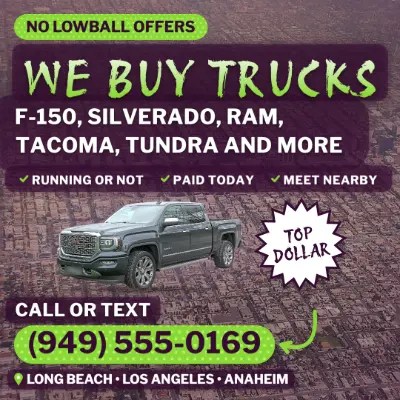 NO LOWBALL OFFERS
WE BUY TRUCKS
F-150, SILVERADO, RAM,
TACOMA, TUNDRA AND MORE
✓ RUNNING OR NOT ✓ PAID TODAY ✓ MEET NEARBY
TOP
DOLLAR
CALL OR TEXT
(949) 555-0169
LONG BEACH • LOS ANGELES • ANAHEIM